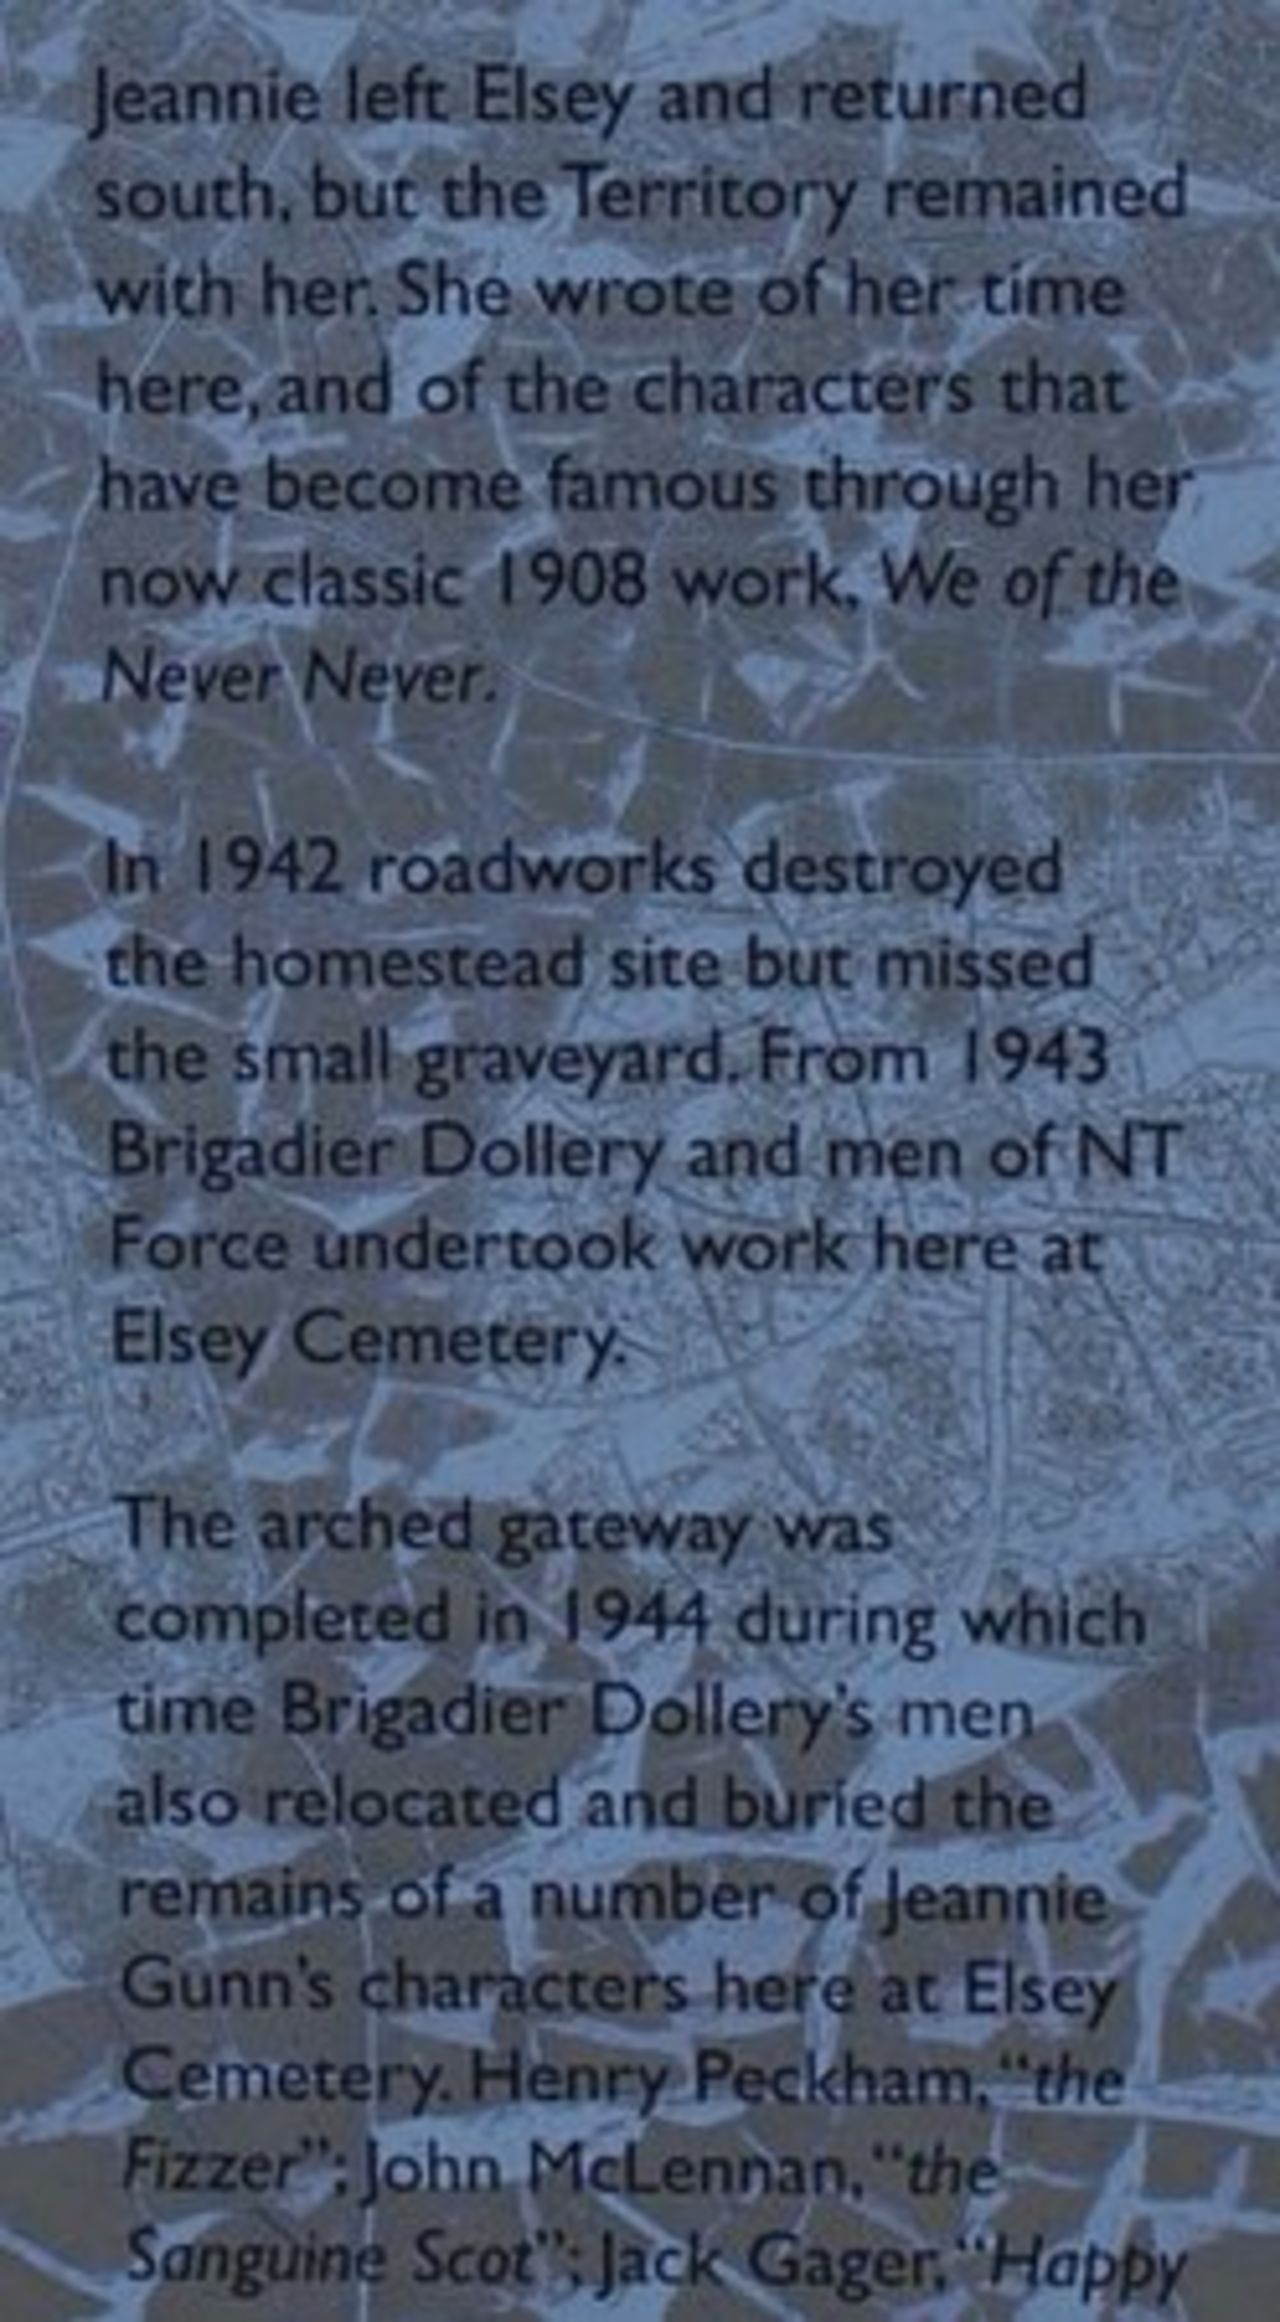 Jeannie left Elsey and returned
south, but the Territory remained
with her. She wrote of her time
here, and of the characters that
have become famous through her
now classic 1908 work, We of the
Never Never.
In 1942 roadworks destroyed
the homestead site but missed
the small graveyard. From 1943
Brigadier Dollery and men of NT
Force undertook work here at
Elsey Cemetery.
The arched gateway was
completed in 1944 during which
time Brigadier Dollery’s men
also relocated and buried the
remains of a number of Jeannie
Gunn’s characters here at Elsey
Cemetery. Henry Peckham, “the
Fizzer”; John McLennan, “the
Sanguine Scot”; Jack Gager, “Happy